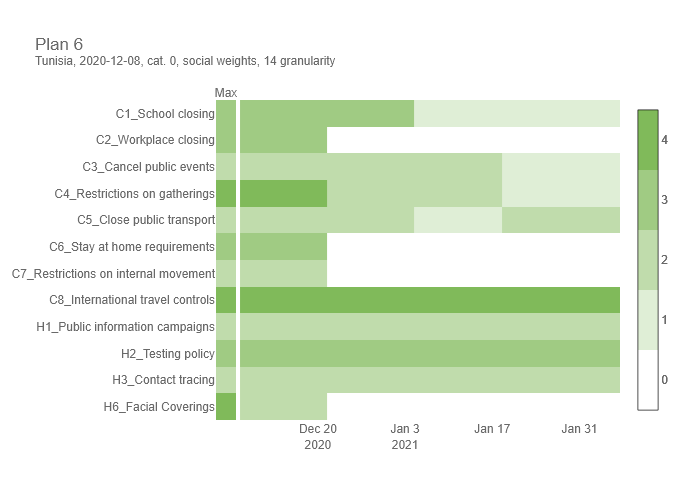 Plan 6
Tunisia, 2020-12-08, cat. 0, social weights, 14 granularity
Max
C1_School closing
C2_Workplace closing
C3_Cancel public events
C4_Restrictions on gatherings
C5_Close public transport
C6_Stay at home requirements
C7_Restrictions on internal movement
C8_International travel controls
H1_Public information campaigns
H2_Testing policy
H3_Contact tracing
H6_Facial Coverings
Dec 20 Jan 3 Jan 17 Jan 31
2020 2021
4
3
2
1
0